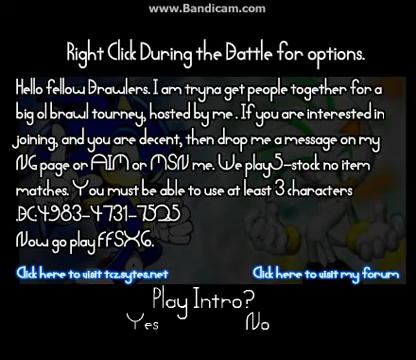 www.Bandicam.com
Right Click During the Battle for options.
Hello fellow Brawlers. I am tryna get people together for a
big ol brawl tourney, hosted by me . If you are interested in
joining, and you are decent, then drop me a message on my
NG page or AIM or MSN me. We play 5-stock no item
matches. You must be able to use at least 3 characters
.BC:4983-4731-7525
Now go play FFSX6.
Click here to visit tcz.sytes.net
Click here to visit my forum
Play Intro?
Yes
No